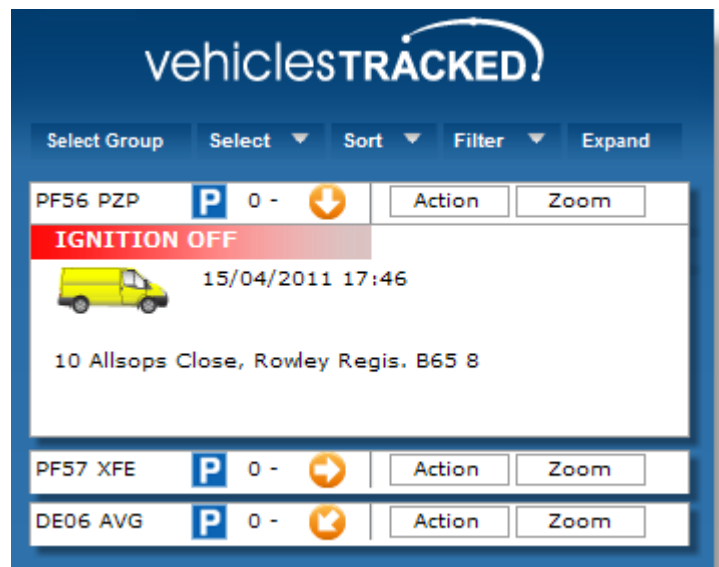 vehiclesTRACKED
Select Group Select Sort Filter Expand
PF56 PZP P 0 - Action Zoom
IGNITION OFF
15/04/2011 17:46
10 Allsops Close, Rowley Regis. B65 8
PF57 XFE P 0 - Action Zoom
DE06 AVG P 0 - Action Zoom